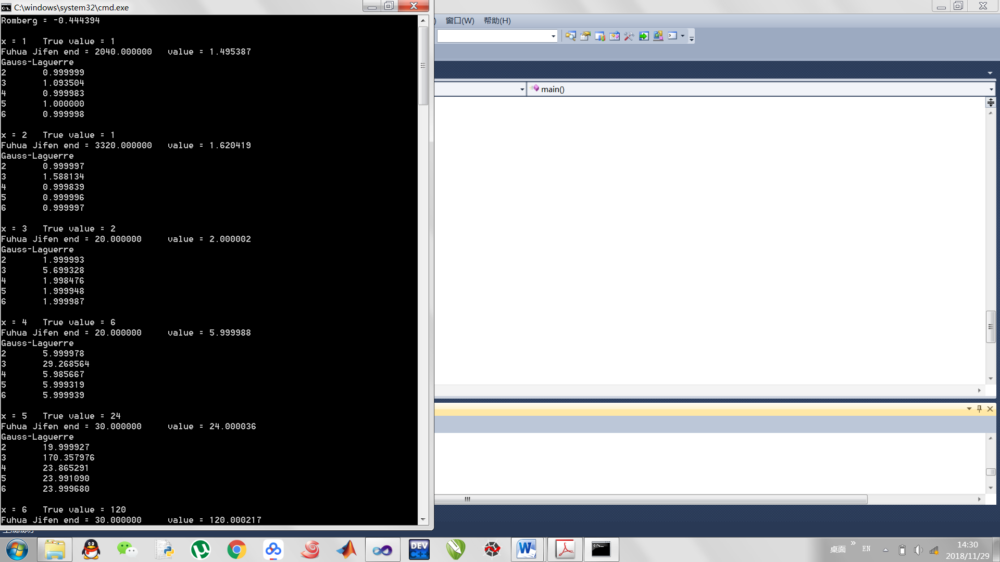 C:\windows\system32\cmd.exe
Romberg = -0.444394
x = 1   True value = 1
Fuhua Jifen end = 2040.000000   value = 1.495387
Gauss-Laguerre
2       0.999999
3       1.093504
4       0.999983
5       1.000000
6       0.999998
x = 2   True value = 1
Fuhua Jifen end = 3320.000000   value = 1.620419
Gauss-Laguerre
2       0.999997
3       1.588134
4       0.999839
5       0.999996
6       0.999997
x = 3   True value = 2
Fuhua Jifen end = 20.000000     value = 2.000002
Gauss-Laguerre
2       1.999993
3       5.699328
4       1.998476
5       1.999948
6       1.999987
x = 4   True value = 6
Fuhua Jifen end = 20.000000     value = 5.999988
Gauss-Laguerre
2       5.999978
3       29.268564
4       5.985667
5       5.999319
6       5.999939
x = 5   True value = 24
Fuhua Jifen end = 30.000000     value = 24.000036
Gauss-Laguerre
2       19.999927
3       170.357976
4       23.865291
5       23.991090
6       23.999680
x = 6   True value = 120
Fuhua Jifen end = 30.000000     value = 120.000217
窗口(W) 帮助(H)
main()
DEV C++
桌面 » EN
14:30
2018/11/29